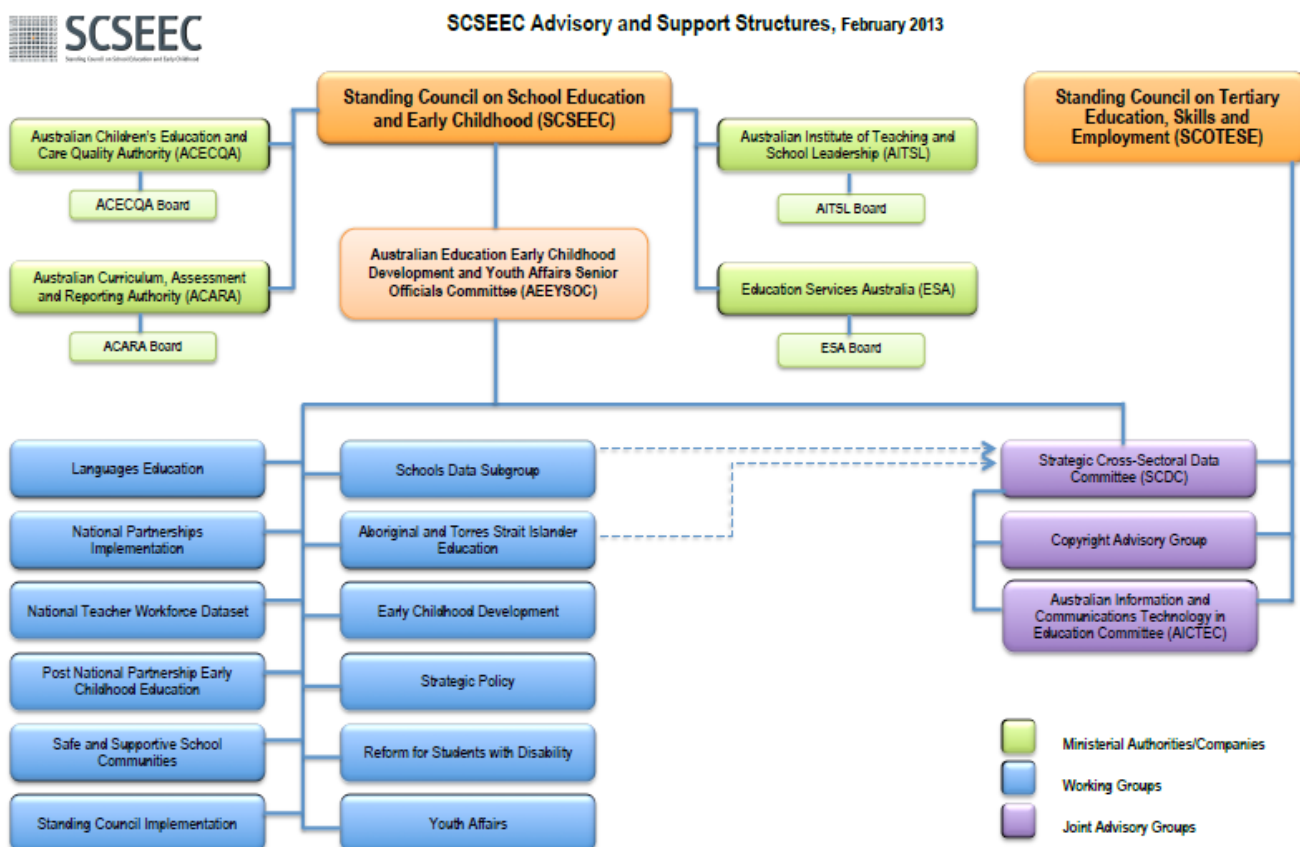 SCSEEC
Standing Council on School Education and Early Childhood
SCSEEC Advisory and Support Structures, February 2013
Standing Council on School Education
and Early Childhood (SCSEEC)
Standing Council on Tertiary
Education, Skills and
Employment (SCOTESE)
Australian Children's Education and
Care Quality Authority (ACECQA)
ACECQA Board
Australian Institute of Teaching and
School Leadership (AITSL)
AITSL Board
Australian Education Early Childhood
Development and Youth Affairs Senior
Officials Committee (AEEYSOC)
Australian Curriculum, Assessment
and Reporting Authority (ACARA)
ACARA Board
Education Services Australia (ESA)
ESA Board
Languages Education
Schools Data Subgroup
Strategic Cross-Sectoral Data
Committee (SCDC)
National Partnerships
Implementation
Aboriginal and Torres Strait Islander
Education
Copyright Advisory Group
National Teacher Workforce Dataset
Early Childhood Development
Australian Information and
Communications Technology in
Education Committee (AICTEC)
Post National Partnership Early
Childhood Education
Strategic Policy
Safe and Supportive School
Communities
Reform for Students with Disability
Standing Council Implementation
Youth Affairs
Ministerial Authorities/Companies
Working Groups
Joint Advisory Groups